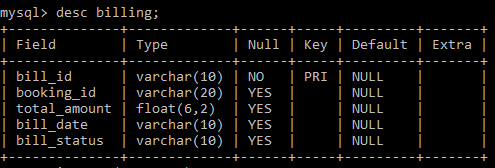 mysql> desc billing;
+--------------+-------------+------+-----+---------+-------+
| Field        | Type        | Null | Key | Default | Extra |
+--------------+-------------+------+-----+---------+-------+
| bill_id      | varchar(10) | NO   | PRI | NULL    |       |
| booking_id   | varchar(20) | YES  |     | NULL    |       |
| total_amount | float(6,2)  | YES  |     | NULL    |       |
| bill_date    | varchar(10) | YES  |     | NULL    |       |
| bill_status  | varchar(10) | YES  |     | NULL    |       |
+--------------+-------------+------+-----+---------+-------+